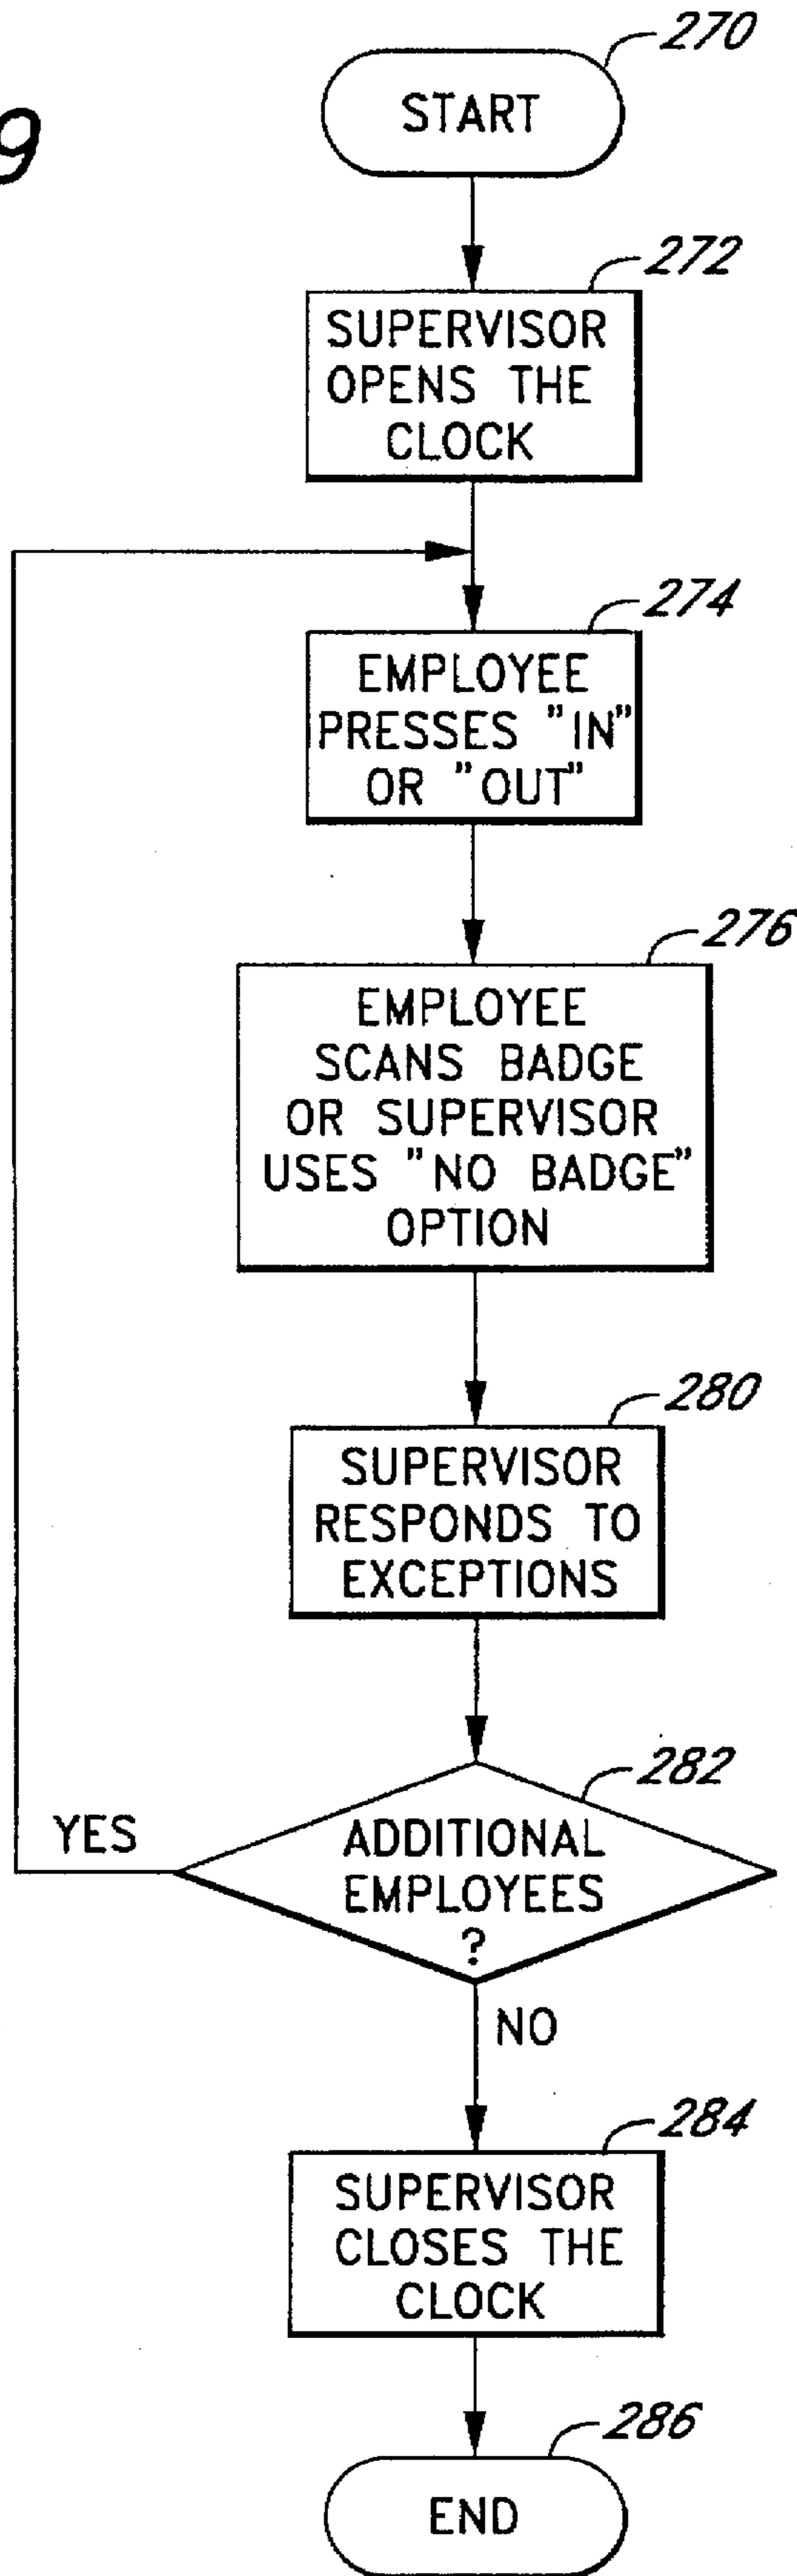 9
270
START
272
SUPERVISOR
OPENS THE
CLOCK
274
EMPLOYEE
PRESSES "IN"
OR "OUT"
276
EMPLOYEE
SCANS BADGE
OR SUPERVISOR
USES "NO BADGE"
OPTION
280
SUPERVISOR
RESPONDS TO
EXCEPTIONS
282
YES
ADDITIONAL
EMPLOYEES
?
NO
284
SUPERVISOR
CLOSES THE
CLOCK
286
END